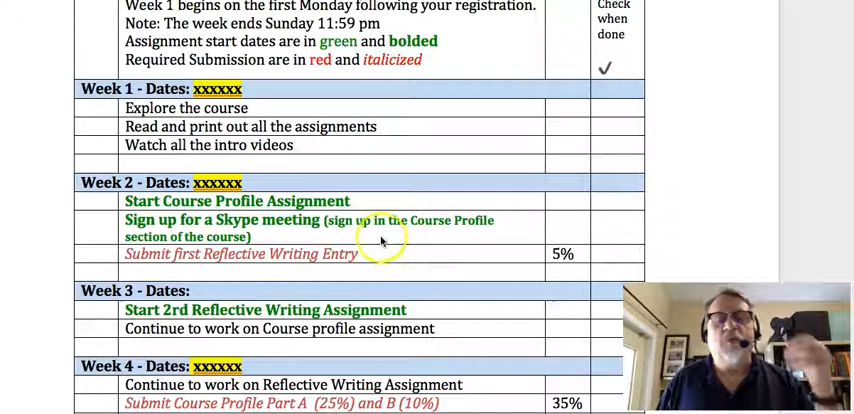 Week 1 begins on the first Monday following your registration.
Note: The week ends Sunday 11:59 pm
Assignment start dates are in green and bolded
Required Submission are in red and italicized
Check
when
done
✓
Week 1 - Dates: xxxxxx
Explore the course
Read and print out all the assignments
Watch all the intro videos
Week 2 - Dates: xxxxxx
Start Course Profile Assignment
Sign up for a Skype meeting (sign up in the Course Profile
section of the course)
Submit first Reflective Writing Entry 5%
Week 3 - Dates:
Start 2rd Reflective Writing Assignment
Continue to work on Course profile assignment
Week 4 - Dates: xxxxxx
Continue to work on Reflective Writing Assignment
Submit Course Profile Part A (25%) and B (10%) 35%